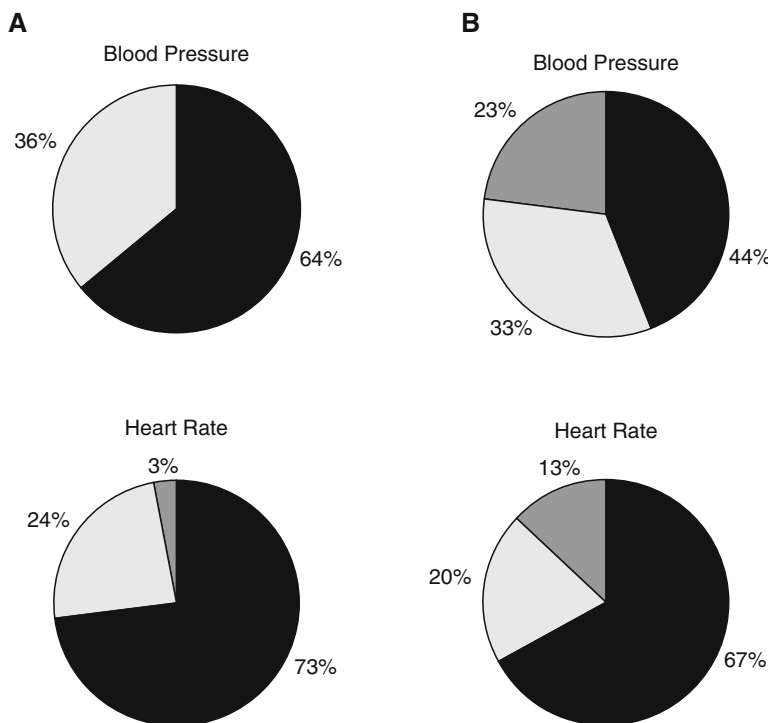 A
Blood Pressure
36%
64%
B
Blood Pressure
23%
44%
33%
Heart Rate
3%
24%
73%
Heart Rate
13%
20%
67%